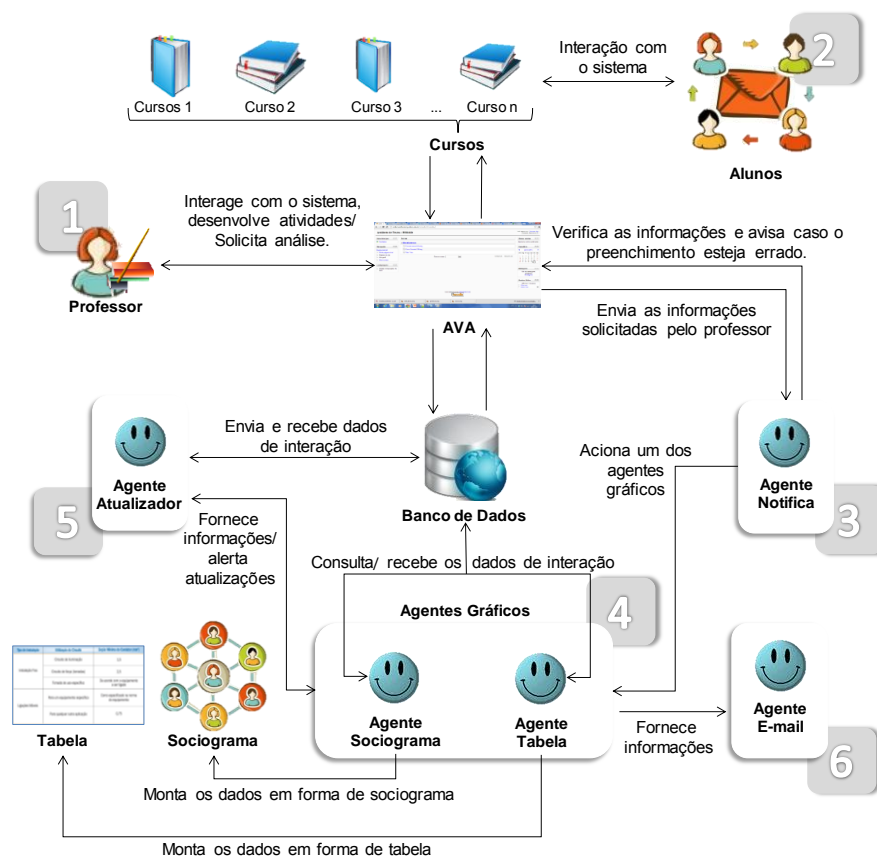 Cursos 1
Curso 2
Curso 3
...
Curso n
Cursos
Interação com
o sistema
2
Alunos
1
Professor
Interage com o sistema,
desenvolve atividades/
Solicita análise.
AVA
Verifica as informações e avisa caso o
preenchimento esteja errado.
Envia as informações
solicitadas pelo professor
Agente
Atualizador
5
Envia e recebe dados
de interação
Banco de Dados
Aciona um dos
agentes
gráficos
Agente
Notifica
3
Fornece
informações/
alerta
atualizações
Consulta/ recebe os dados de interação
Agentes Gráficos
4
Agente
Sociograma
Agente
Tabela
Fornece
informações
Agente
E-mail
6
Tabela
Sociograma
Monta os dados em forma de sociograma
Monta os dados em forma de tabela